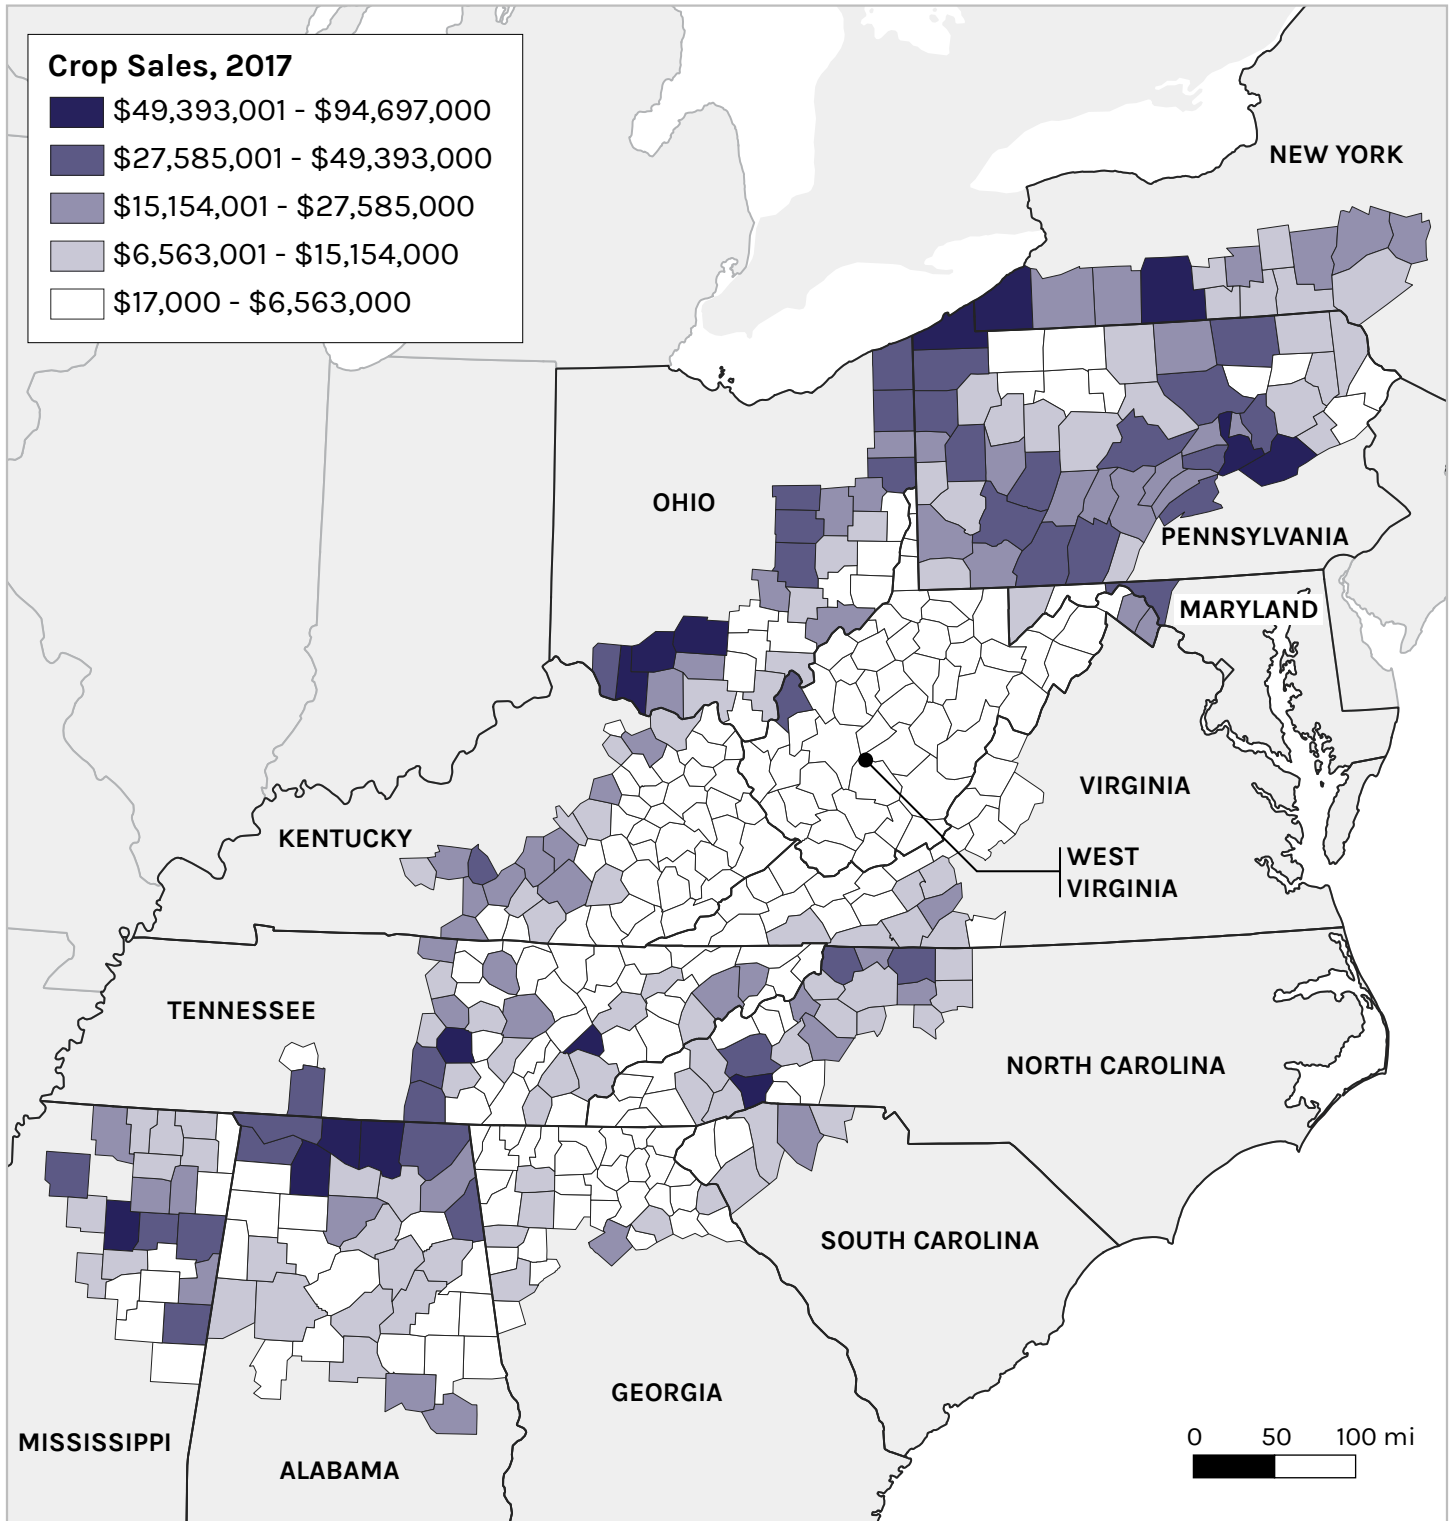 Crop Sales, 2017
$49,393,001 - $94,697,000
$27,585,001 - $49,393,000
$15,154,001 - $27,585,000
$6,563,001 - $15,154,000
$17,000 - $6,563,000
NEW YORK
OHIO
PENNSYLVANIA
MARYLAND
VIRGINIA
KENTUCKY
WEST
VIRGINIA
TENNESSEE
NORTH CAROLINA
SOUTH CAROLINA
GEORGIA
MISSISSIPPI
ALABAMA
0 50 100 mi